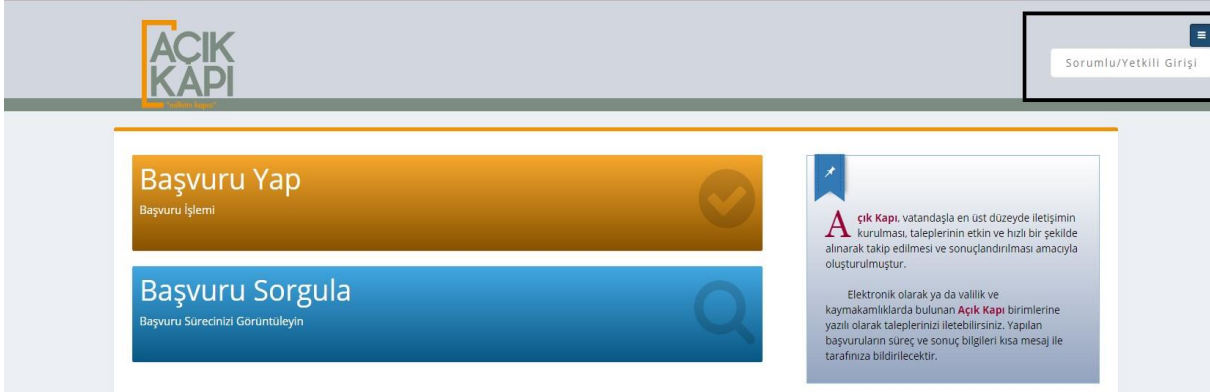 AÇIK
KAPI
"milletin kapısı"
Sorumlu/Yetkili Girişi
Başvuru Yap
Başvuru İşlemi
Başvuru Sorgula
Başvuru Sürecinizi Görüntüleyin
Açık Kapı, vatandaşla en üst düzeyde iletişimin
kurulması, taleplerinin etkin ve hızlı bir şekilde
alınarak takip edilmesi ve sonuçlandırılması amacıyla
oluşturulmuştur.
Elektronik olarak ya da valilik ve
kaymakamlıklarda bulunan Açık Kapı birimlerine
yazılı olarak taleplerinizi iletebilirsiniz. Yapılan
başvuruların süreç ve sonuç bilgileri kısa mesaj ile
tarafınıza bildirilecektir.